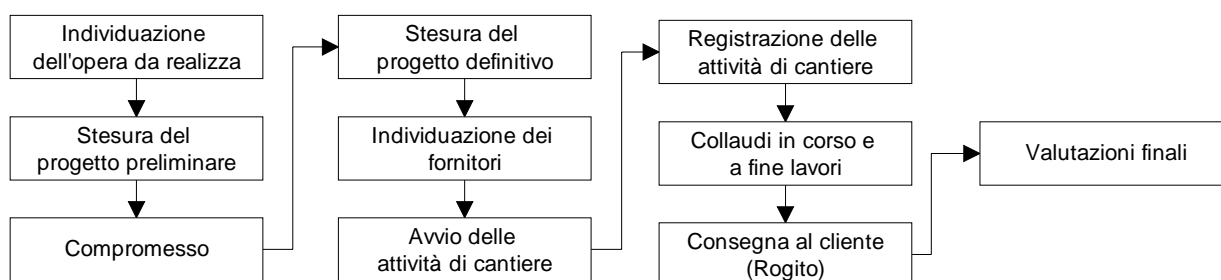 Individuazione
dell'opera da realizza
Stesura del
progetto preliminare
Compromesso
Stesura del
progetto definitivo
Individuazione dei
fornitori
Avvio delle
attività di cantiere
Registrazione delle
attività di cantiere
Collaudi in corso e
a fine lavori
Consegna al cliente
(Rogito)
Valutazioni finali